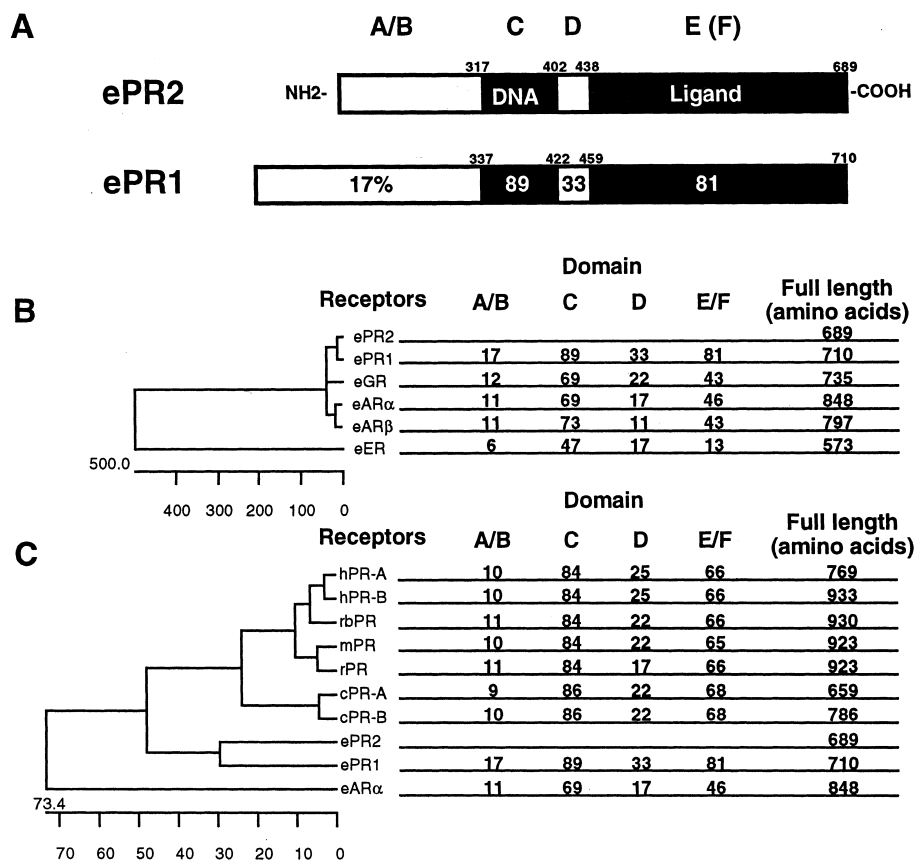 A
A/B C D E (F)
317 402 438 689
ePR2 NH2- DNA Ligand -COOH
337 422 459 710
ePR1 17% 89 33 81
B
Domain
Receptors A/B C D E/F Full length
(amino acids)
ePR2 689
ePR1 17 89 33 81 710
eGR 12 69 22 43 735
eARα 11 69 17 46 848
eARβ 11 73 11 43 797
eER 6 47 17 13 573
500.0
400 300 200 100 0
C
Domain
Receptors A/B C D E/F Full length
(amino acids)
hPR-A 10 84 25 66 769
hPR-B 10 84 25 66 933
rbPR 11 84 22 66 930
mPR 10 84 22 65 923
rPR 11 84 17 66 923
cPR-A 9 86 22 68 659
cPR-B 10 86 22 68 786
ePR2 689
ePR1 17 89 33 81 710
eARα 11 69 17 46 848
73.4
70 60 50 40 30 20 10 0